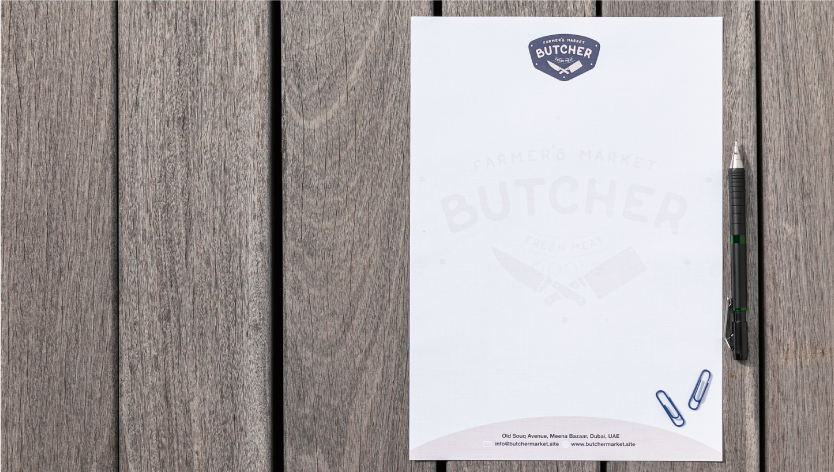 FARMER'S MARKET
BUTCHER
FRESH MEAT
FARMER'S MARKET
BUTCHER
FRESH MEAT
Old Souq Avenue, Meena Bazaar, Dubai, UAE
info@butchermarket.site www.butchermarket.site